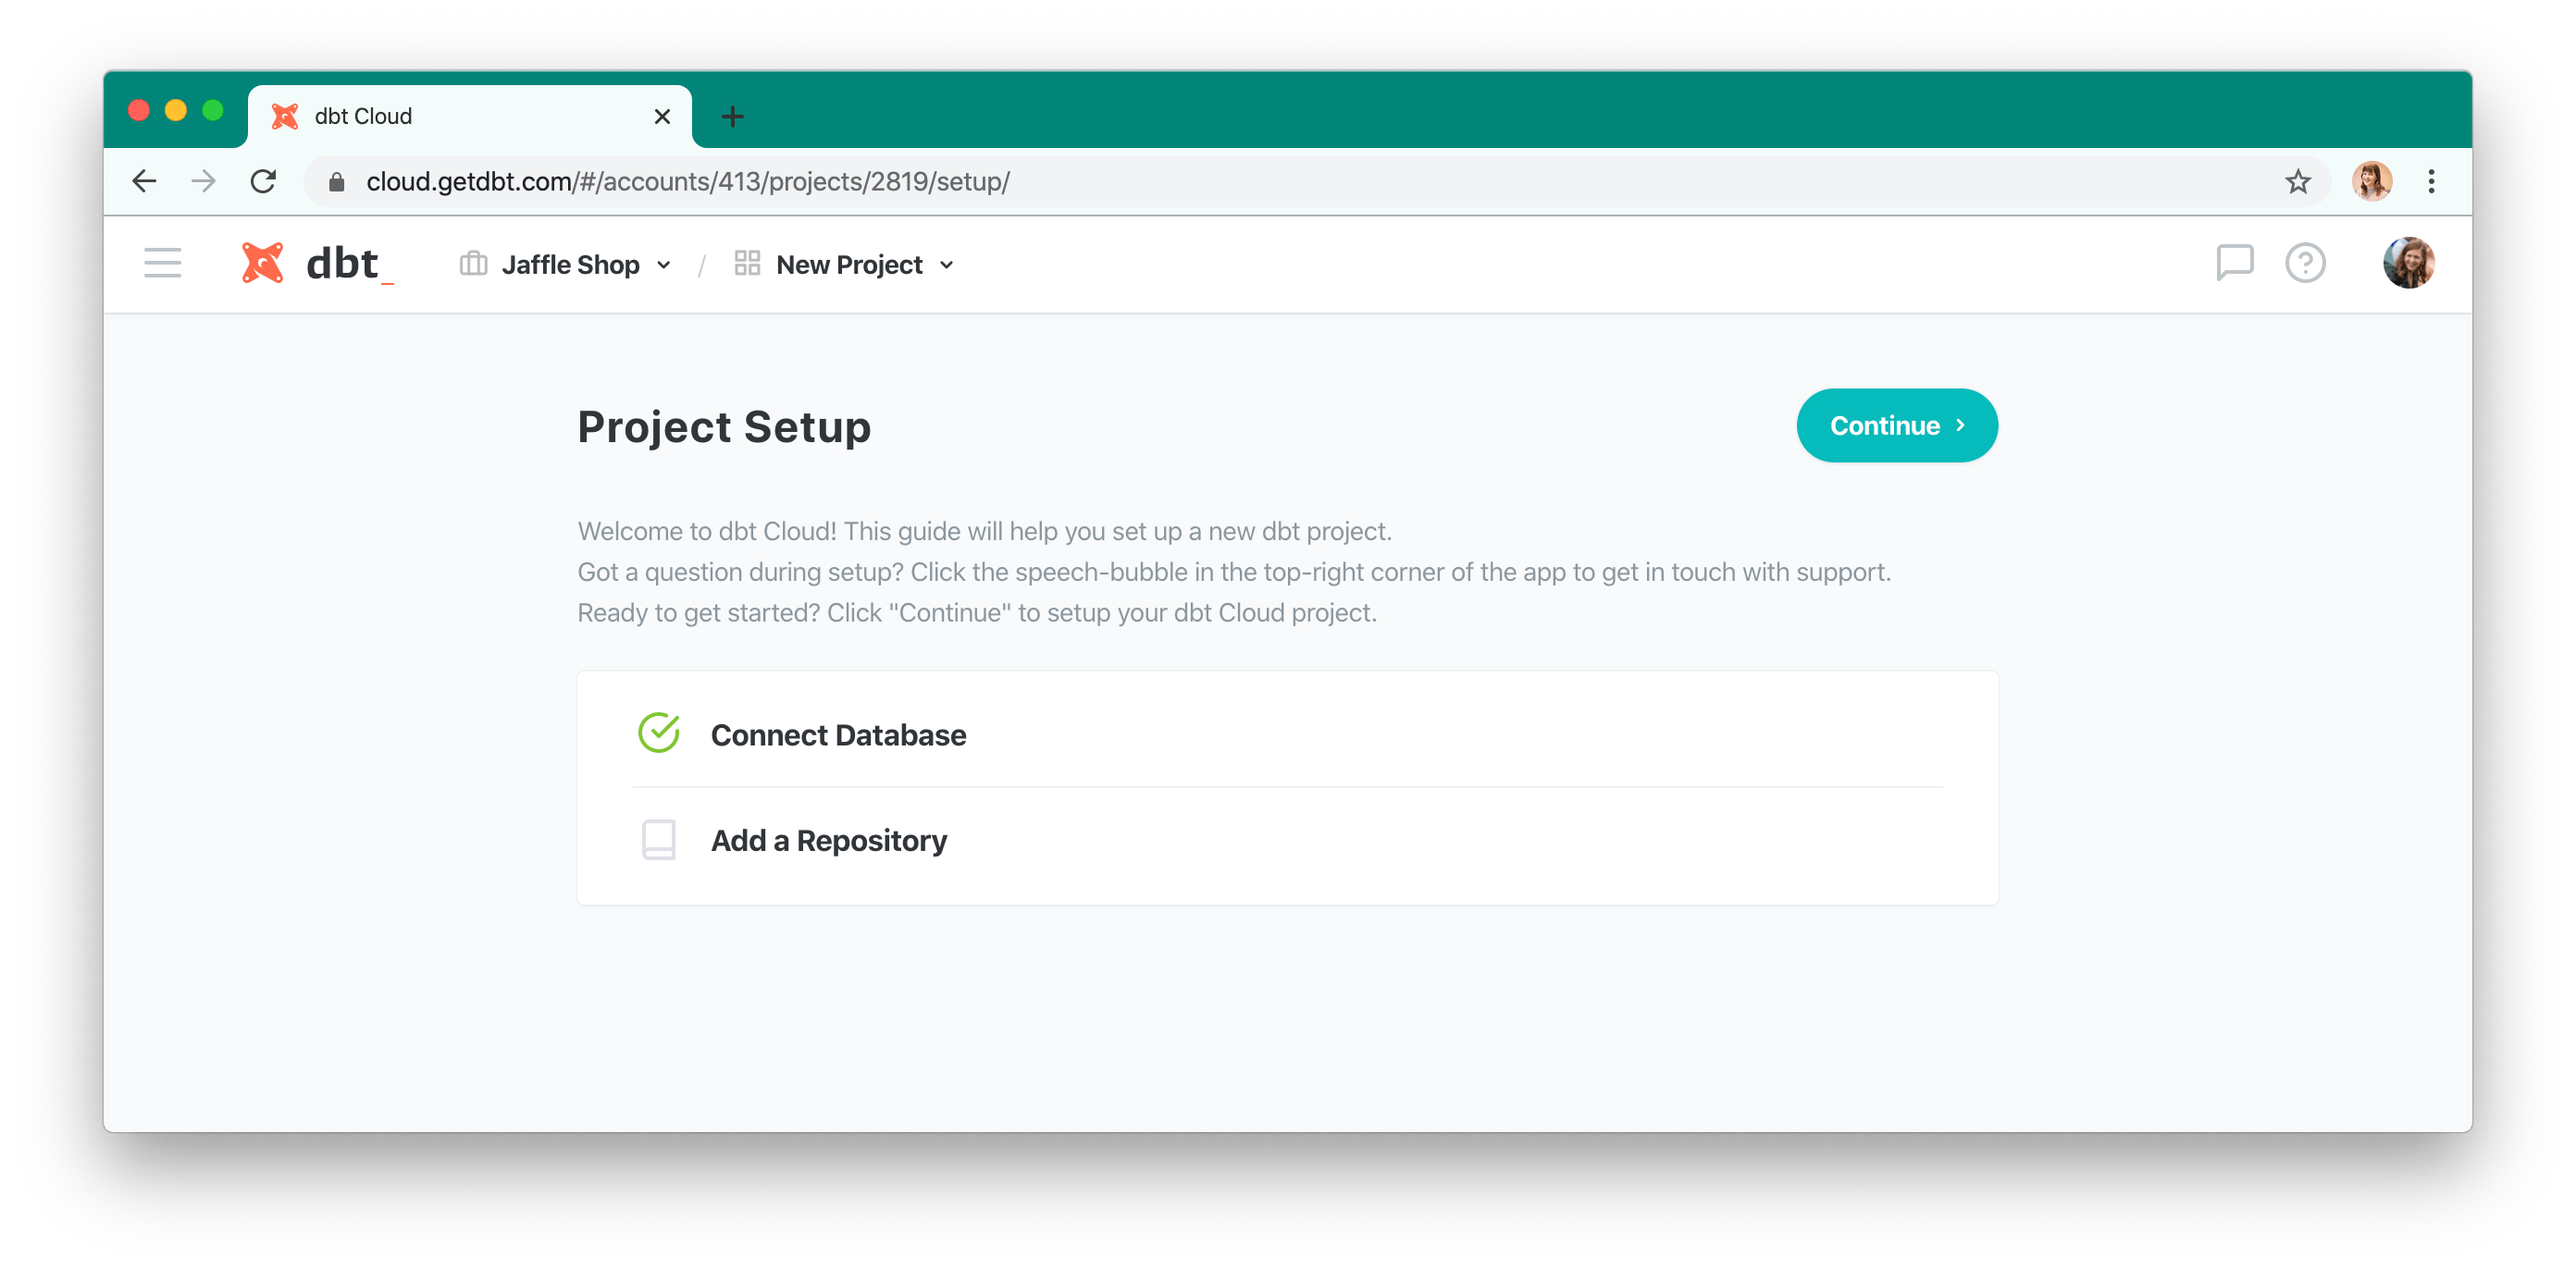 dbt Cloud
cloud.getdbt.com/#/accounts/413/projects/2819/setup/
dbt_ Jaffle Shop / New Project
Project Setup
Continue
Welcome to dbt Cloud! This guide will help you set up a new dbt project.
Got a question during setup? Click the speech-bubble in the top-right corner of the app to get in touch with support.
Ready to get started? Click "Continue" to setup your dbt Cloud project.
Connect Database
Add a Repository